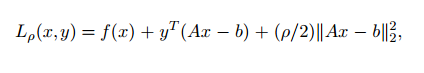 L_ρ(x, y) = f(x) + y^T(Ax − b) + (ρ/2)‖Ax − b‖_2^2,